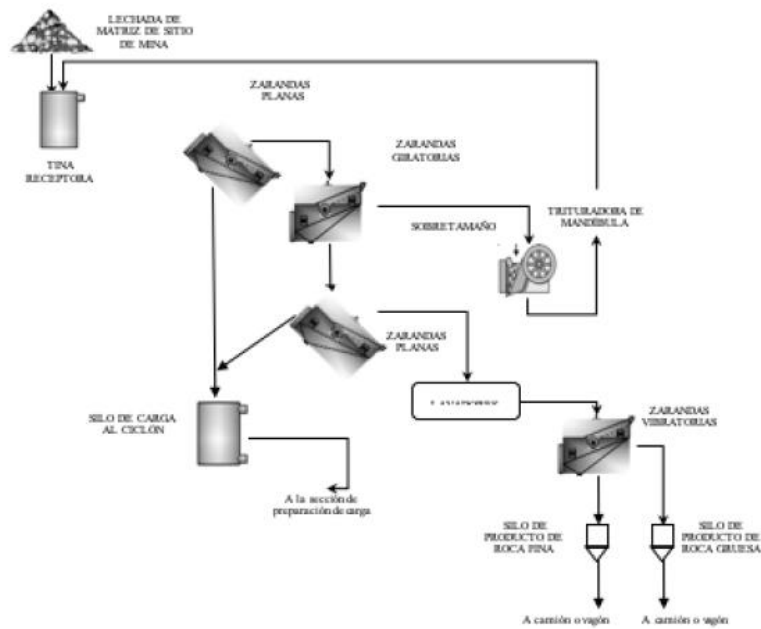 LECHADA DE
MATRIZ DE SITIO
DE MINA
ZARANDAS
PLANAS
ZARANDAS
GIRATORIAS
TINA
RECEPTORA
SOBRETAMAÑO
TRITURADORA DE
MANDÍBULA
ZARANDAS
PLANAS
SILO DE CARGA
AL CICLÓN
ZARANDAS
VIBRATORIAS
A la sección de
preparación de carga
SILO DE
PRODUCTO DE
ROCA FINA
SILO DE
PRODUCTO DE
ROCA GRUESA
A camión o vagón
A camión o vagón